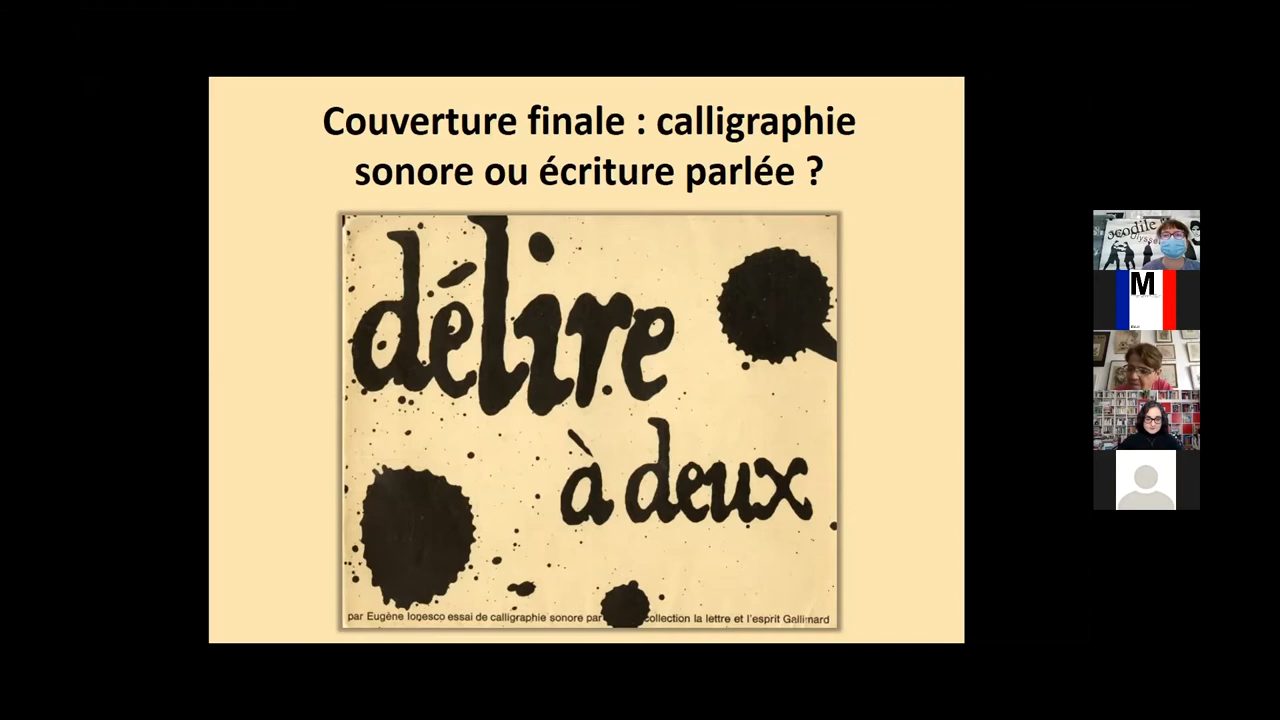 Couverture finale : calligraphie
sonore ou écriture parlée ?
délire
à deux
par Eugène Ionesco essai de calligraphie sonore par collection la lettre et l'esprit Gallimard
M